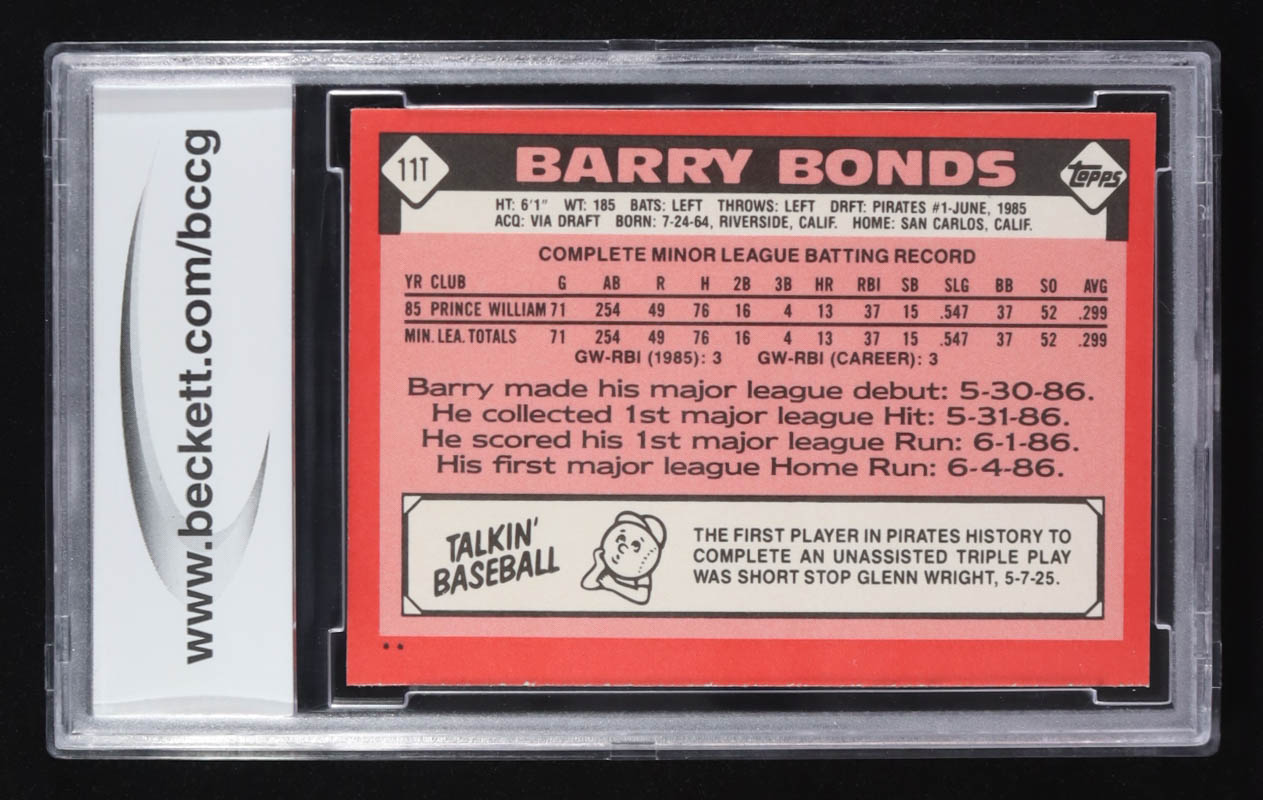 www.beckett.com/bccg
11T
BARRY BONDS
Topps
HT: 6'1" WT: 185 BATS: LEFT THROWS: LEFT DRFT: PIRATES #1-JUNE, 1985
ACQ: VIA DRAFT BORN: 7-24-64, RIVERSIDE, CALIF. HOME: SAN CARLOS, CALIF.
COMPLETE MINOR LEAGUE BATTING RECORD
YR CLUB G AB R H 2B 3B HR RBI SB SLG BB SO AVG
85 PRINCE WILLIAM 71 254 49 76 16 4 13 37 15 .547 37 52 .299
MIN. LEA. TOTALS 71 254 49 76 16 4 13 37 15 .547 37 52 .299
GW-RBI (1985): 3 GW-RBI (CAREER): 3
Barry made his major league debut: 5-30-86.
He collected 1st major league Hit: 5-31-86.
He scored his 1st major league Run: 6-1-86.
His first major league Home Run: 6-4-86.
TALKIN'
BASEBALL
THE FIRST PLAYER IN PIRATES HISTORY TO
COMPLETE AN UNASSISTED TRIPLE PLAY
WAS SHORT STOP GLENN WRIGHT, 5-7-25.